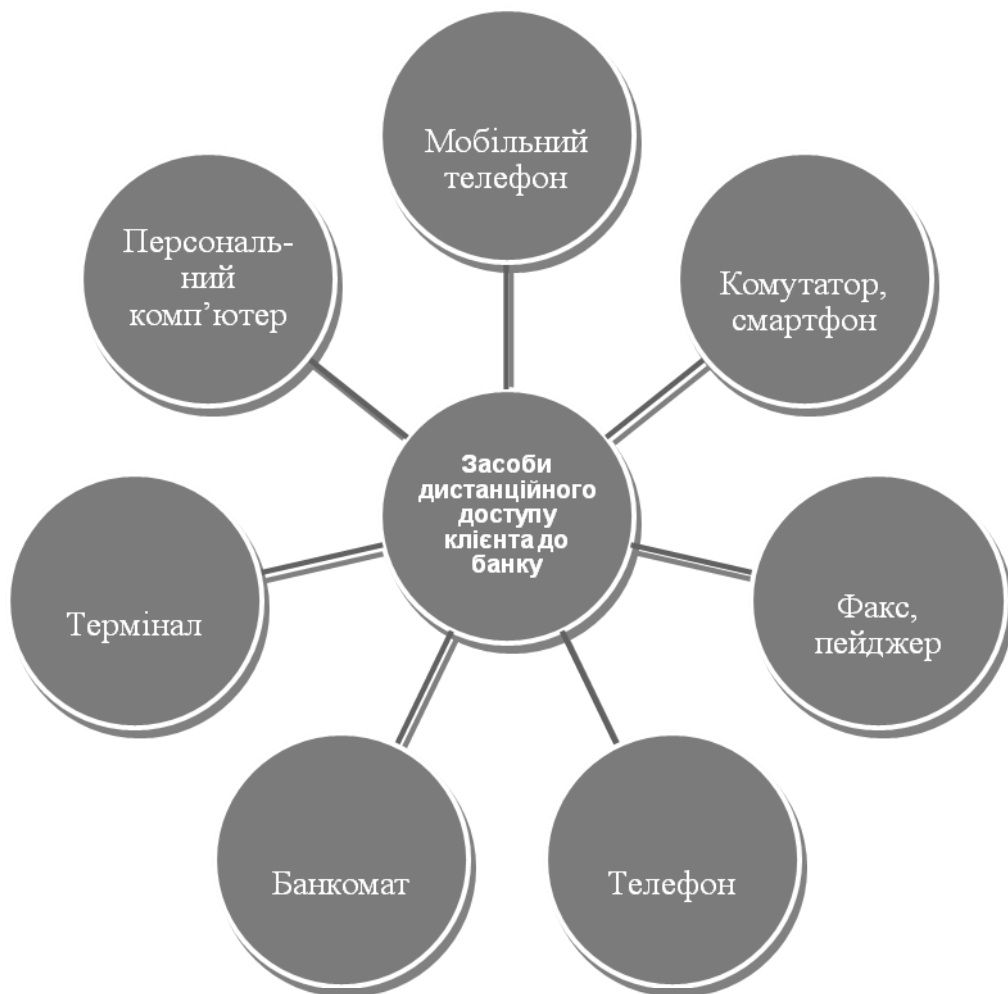 Мобільний
телефон
Комутатор,
смартфон
Факс,
пейджер
Телефон
Банкомат
Термінал
Персональ-
ний
комп’ютер
Засоби
дистанційного
доступу
клієнта до
банку